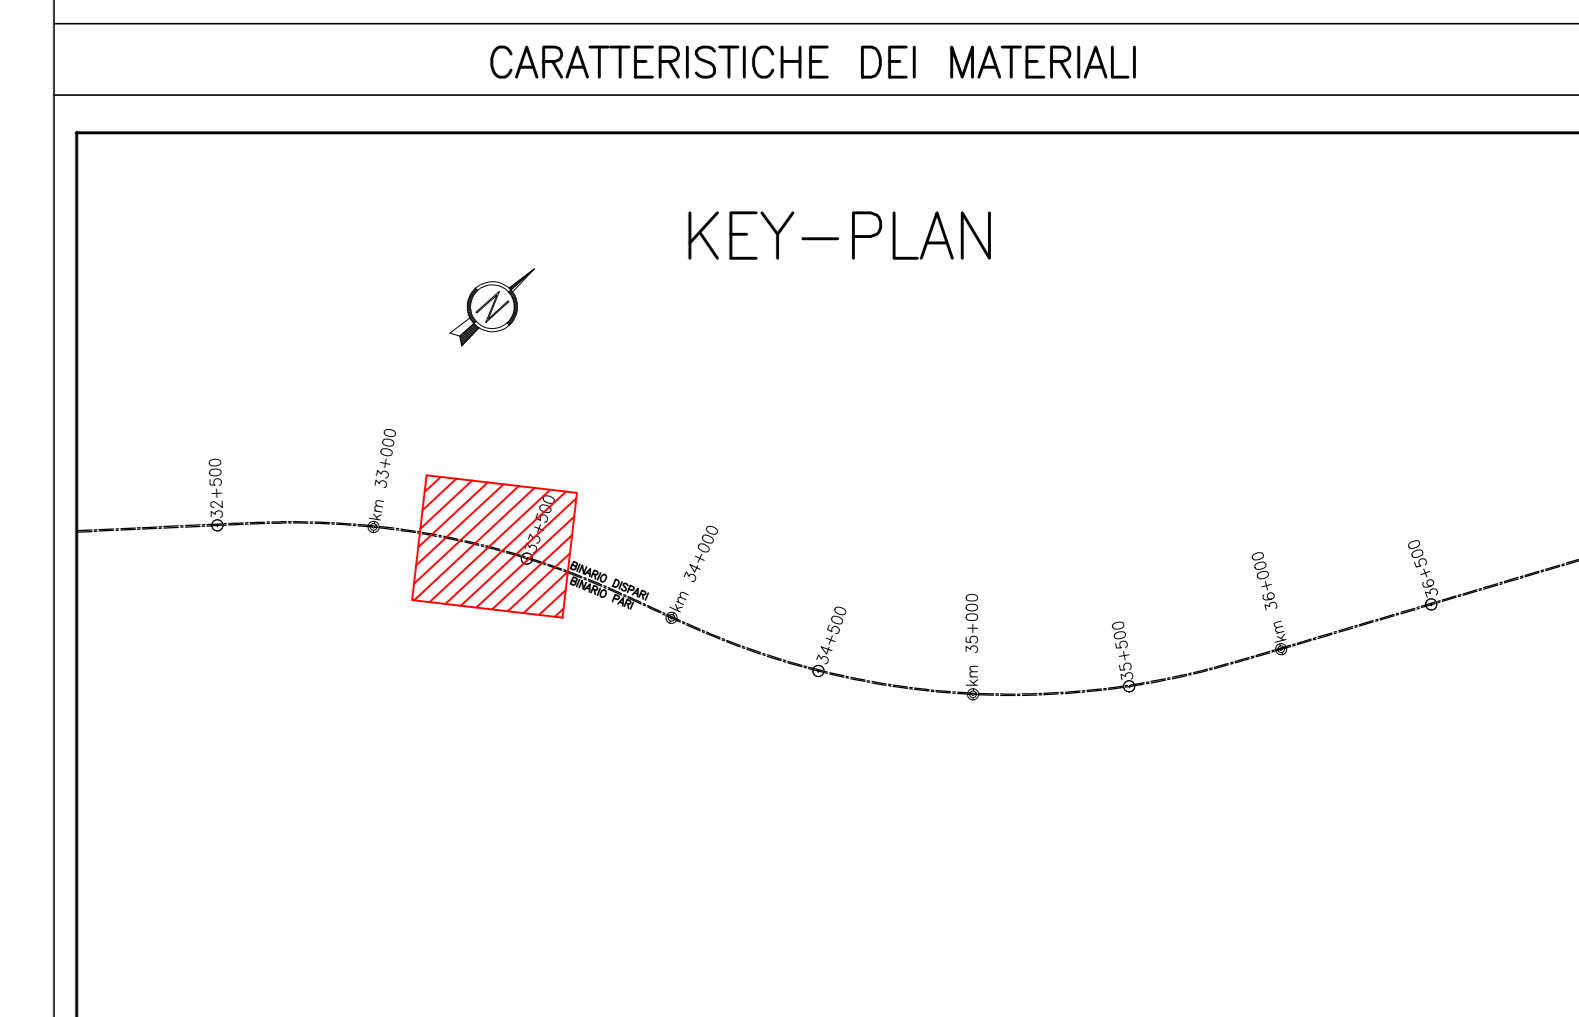 CARATTERISTICHE DEI MATERIALI
KEY-PLAN
N
32+500
km 33+000
33+500
BINARIO DISPARI
BINARIO PARI
km 34+000
34+500
km 35+000
35+500
km 36+000
36+500